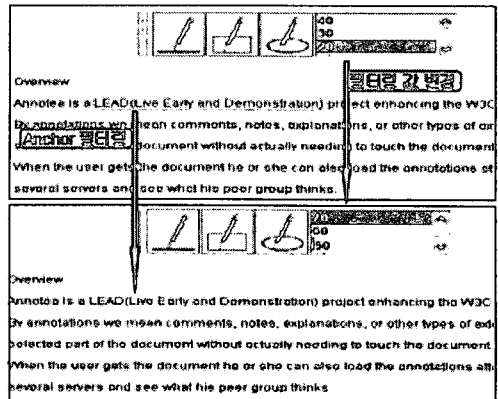 40
30
20
Overview
필터링 값 변경
Annotea is a LEAD(Live Early and Demonstration) project enhancing the W3C
By annotations we mean comments, notes, explanations, or other types of ex
Anchor 필터링
document without actually needing to touch the document
When the user gets the document he or she can also load the annotations at
several servers and see what his peer group thinks.
60
50
Overview
Annotea is a LEAD(Live Early and Demonstration) project enhancing the W3C
By annotations we mean comments, notes, explanations, or other types of exte
selected part of the document without actually needing to touch the document
When the user gets the document he or she can also load the annotations atta
several servers and see what his peer group thinks